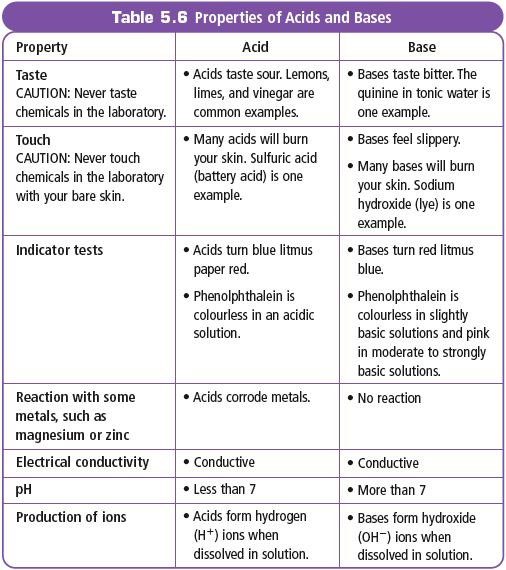 Table 5.6 Properties of Acids and Bases
Property
Acid
Base
Taste
CAUTION: Never taste
chemicals in the laboratory.
• Acids taste sour. Lemons,
limes, and vinegar are
common examples.
• Bases taste bitter. The
quinine in tonic water is
one example.
Touch
CAUTION: Never touch
chemicals in the laboratory
with your bare skin.
• Many acids will burn
your skin. Sulfuric acid
(battery acid) is one
example.
• Bases feel slippery.
• Many bases will burn
your skin. Sodium
hydroxide (lye) is one
example.
Indicator tests
• Acids turn blue litmus
paper red.
• Phenolphthalein is
colourless in an acidic
solution.
• Bases turn red litmus
blue.
• Phenolphthalein is
colourless in slightly
basic solutions and pink
in moderate to strongly
basic solutions.
Reaction with some
metals, such as
magnesium or zinc
• Acids corrode metals.
• No reaction
Electrical conductivity
• Conductive
• Conductive
pH
• Less than 7
• More than 7
Production of ions
• Acids form hydrogen
(H⁺) ions when
dissolved in solution.
• Bases form hydroxide
(OH⁻) ions when
dissolved in solution.